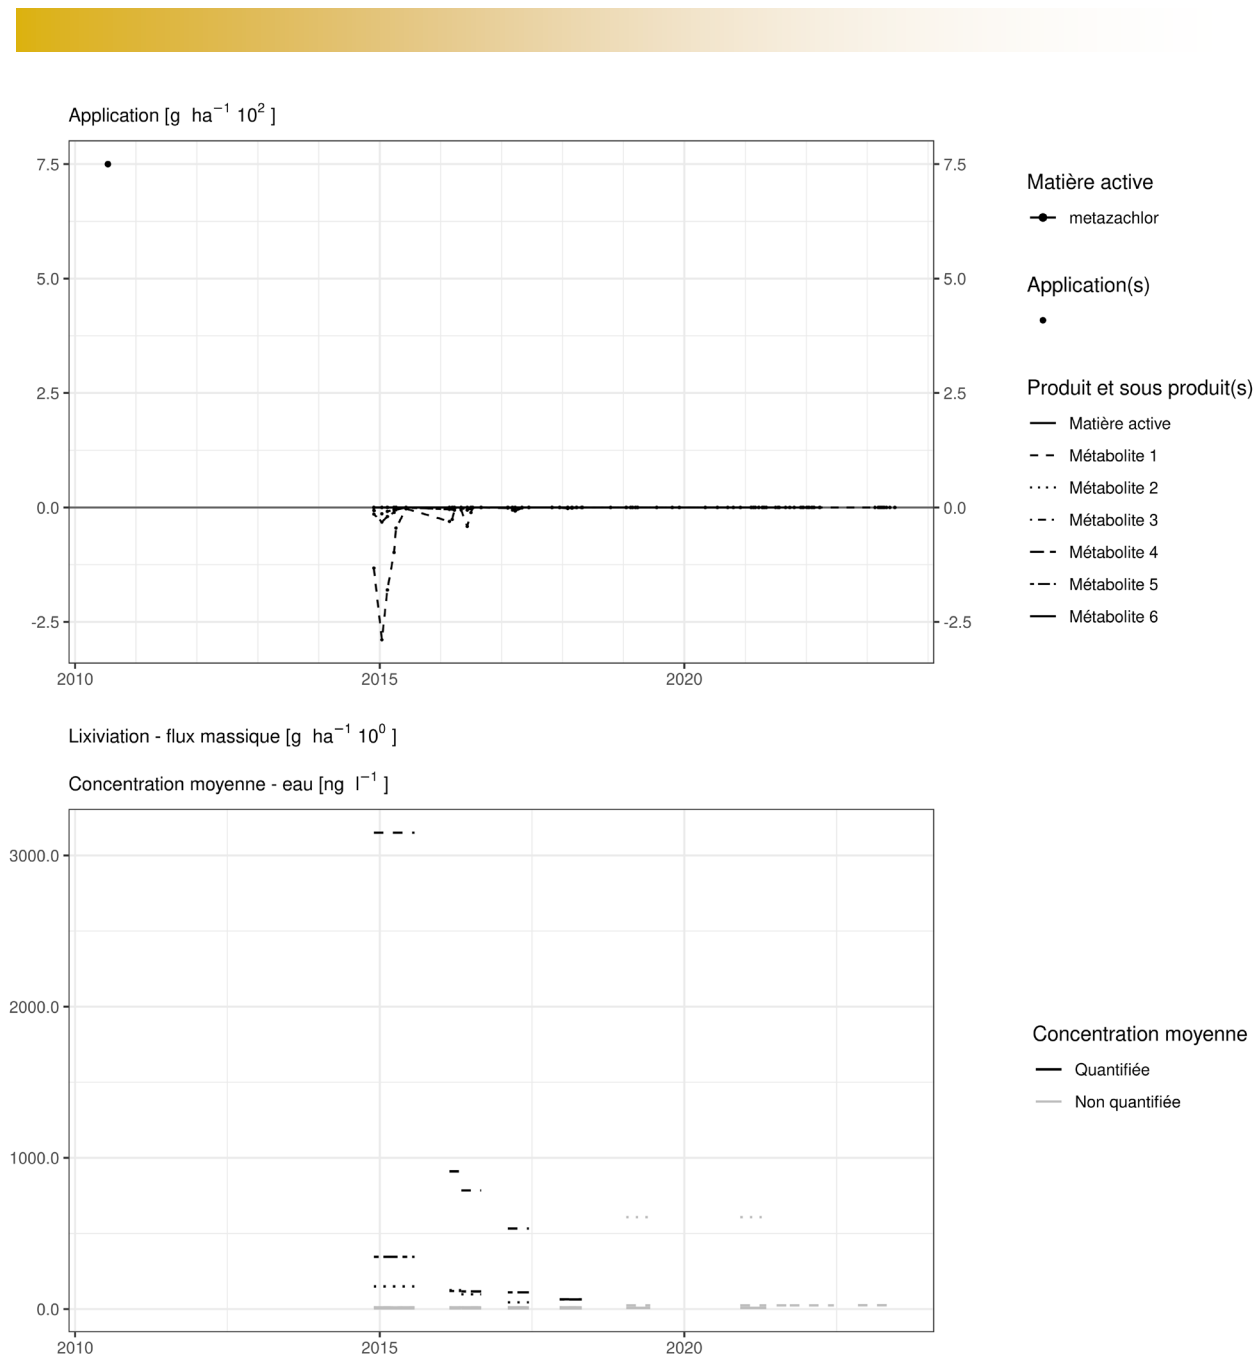 Application [g ha⁻¹ 10² ]
7.5
5.0
2.5
0.0
-2.5
7.5
5.0
2.5
0.0
-2.5
2010
2015
2020
Matière active
metazachlor
Application(s)
Produit et sous produit(s)
Matière active
Métabolite 1
Métabolite 2
Métabolite 3
Métabolite 4
Métabolite 5
Métabolite 6
Lixiviation - flux massique [g ha⁻¹ 10⁰ ]
Concentration moyenne - eau [ng l⁻¹ ]
3000.0
2000.0
1000.0
0.0
2010
2015
2020
Concentration moyenne
Quantifiée
Non quantifiée